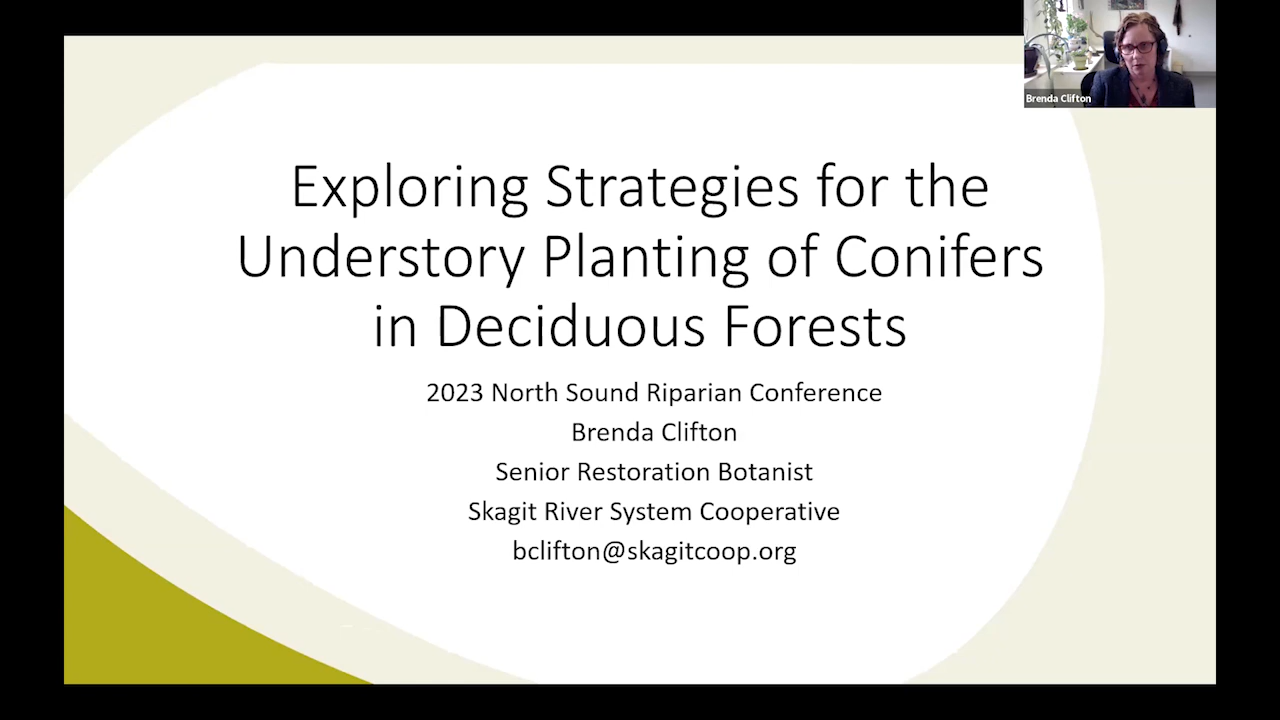 Brenda Clifton
Exploring Strategies for the
Understory Planting of Conifers
in Deciduous Forests
2023 North Sound Riparian Conference
Brenda Clifton
Senior Restoration Botanist
Skagit River System Cooperative
bclifton@skagitcoop.org